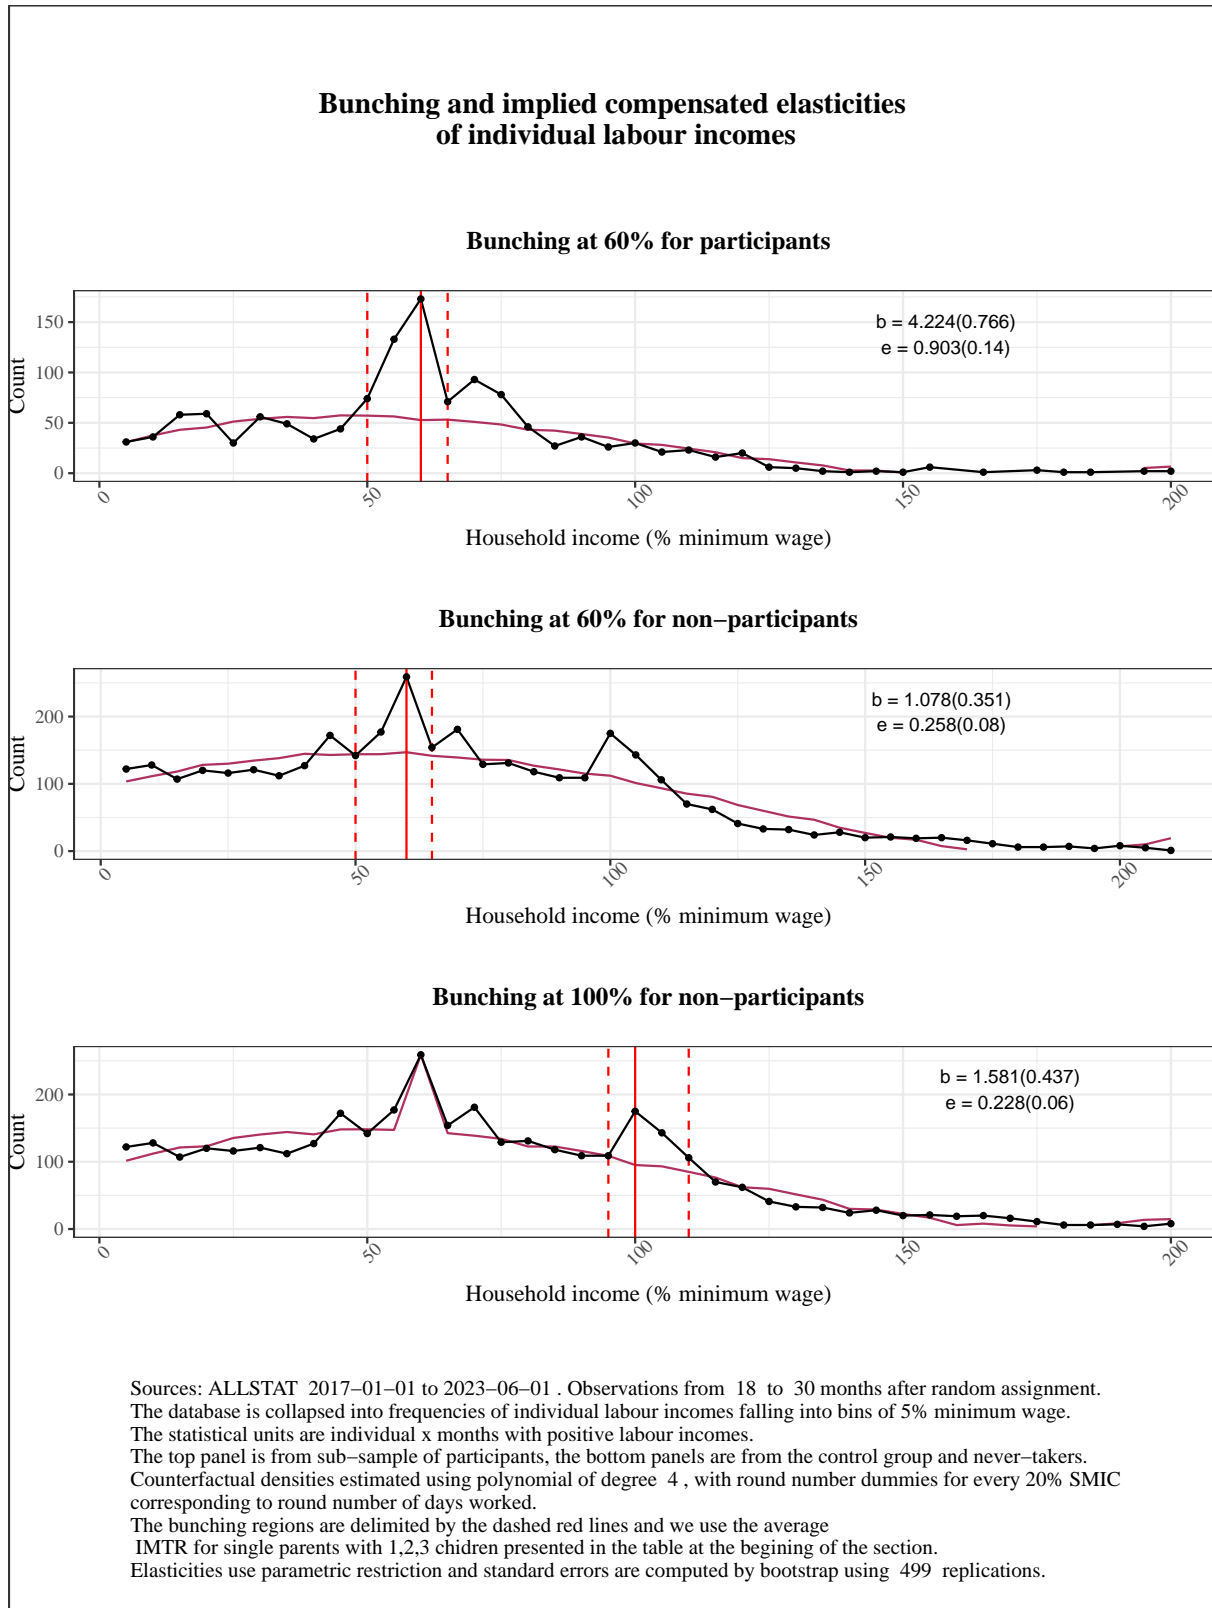 Bunching and implied compensated elasticities
of individual labour incomes
Bunching at 60% for participants
b = 4.224(0.766)
e = 0.903(0.14)
Count
150
100
50
0
0
50
100
150
200
Household income (% minimum wage)
Bunching at 60% for non−participants
b = 1.078(0.351)
e = 0.258(0.08)
Count
200
100
0
0
50
100
150
200
Household income (% minimum wage)
Bunching at 100% for non−participants
b = 1.581(0.437)
e = 0.228(0.06)
Count
200
100
0
0
50
100
150
200
Household income (% minimum wage)
Sources: ALLSTAT 2017−01−01 to 2023−06−01 . Observations from 18 to 30 months after random assignment.
The database is collapsed into frequencies of individual labour incomes falling into bins of 5% minimum wage.
The statistical units are individual x months with positive labour incomes.
The top panel is from sub−sample of participants, the bottom panels are from the control group and never−takers.
Counterfactual densities estimated using polynomial of degree 4 , with round number dummies for every 20% SMIC
corresponding to round number of days worked.
The bunching regions are delimited by the dashed red lines and we use the average
IMTR for single parents with 1,2,3 chidren presented in the table at the begining of the section.
Elasticities use parametric restriction and standard errors are computed by bootstrap using 499 replications.